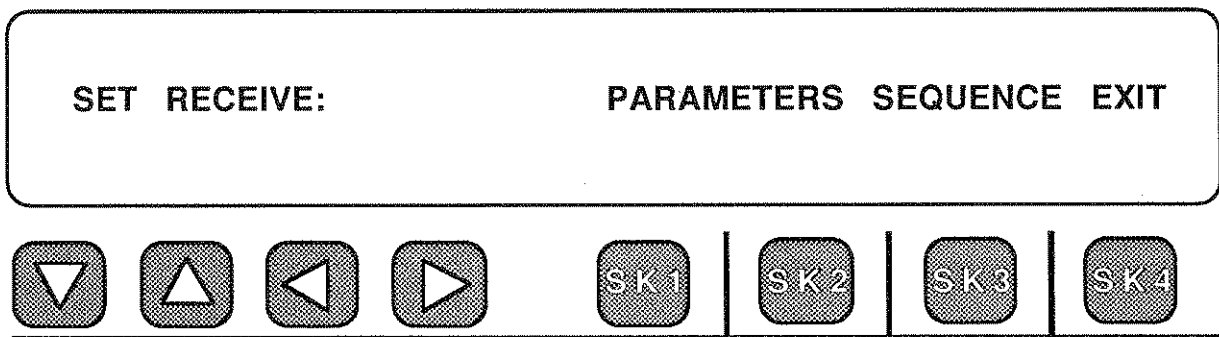 SET RECEIVE: PARAMETERS SEQUENCE EXIT
SK1 SK2 SK3 SK4